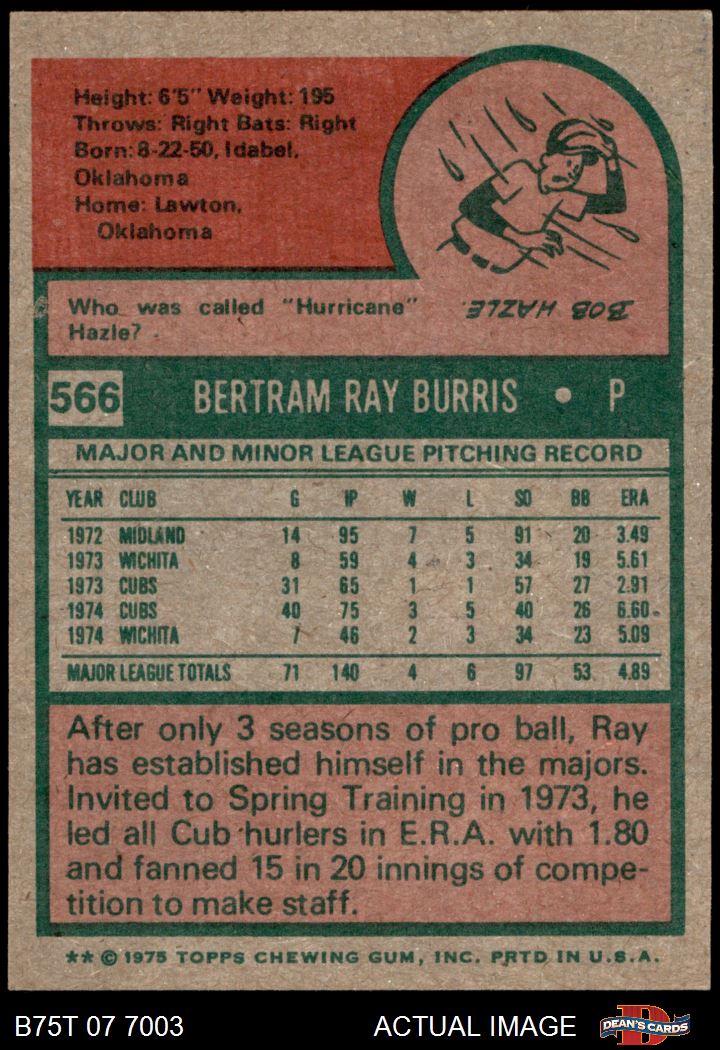 Height: 6'5" Weight: 195
Throws: Right Bats: Right
Born: 8-22-50, Idabel,
Oklahoma
Home: Lawton,
Oklahoma
Who was called "Hurricane"
Hazle?
BOB HAZLE.
566 BERTRAM RAY BURRIS • P
MAJOR AND MINOR LEAGUE PITCHING RECORD
YEAR CLUB G IP W L SO BB ERA
1972 MIDLAND 14 95 7 5 91 20 3.49
1973 WICHITA 8 59 4 3 34 19 5.61
1973 CUBS 31 65 1 1 57 27 2.91
1974 CUBS 40 75 3 5 40 26 6.60
1974 WICHITA 7 46 2 3 34 23 5.09
MAJOR LEAGUE TOTALS 71 140 4 6 97 53 4.89
After only 3 seasons of pro ball, Ray
has established himself in the majors.
Invited to Spring Training in 1973, he
led all Cub hurlers in E.R.A. with 1.80
and fanned 15 in 20 innings of compe-
tition to make staff.
** © 1975 TOPPS CHEWING GUM, INC. PRTD IN U.S.A.
B75T 07 7003 ACTUAL IMAGE
D
DEAN'S CARDS